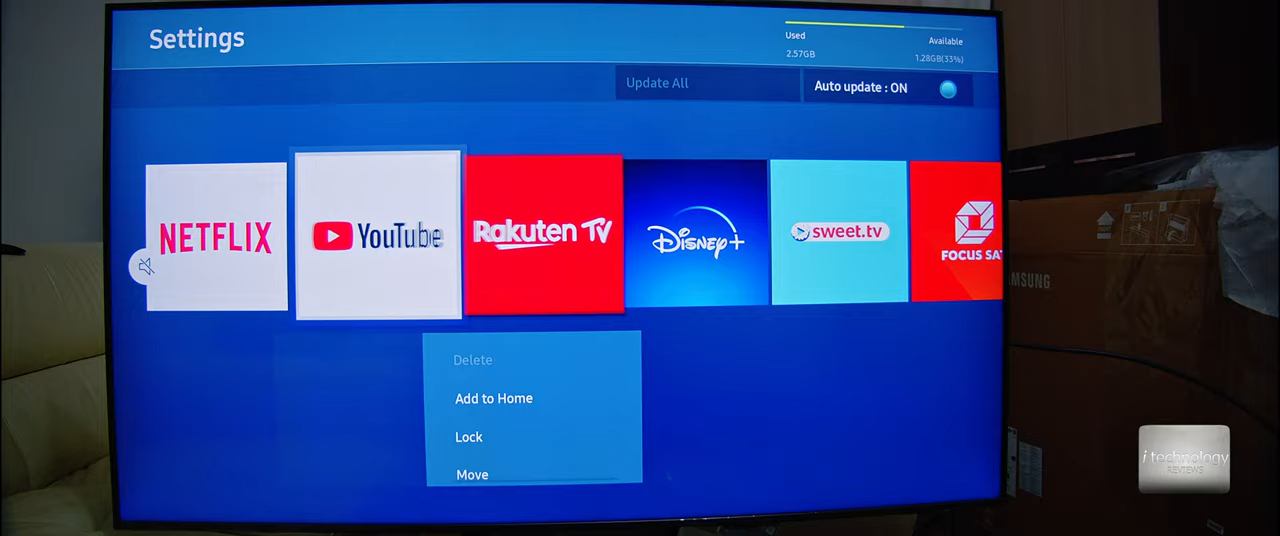 Settings
Used
Available
2.57GB
1.28GB(33%)
Update All
Auto update : ON
NETFLIX
YouTube
Rakuten TV
Disney+
sweet.tv
FOCUS SA
SAMSUNG
Delete
Add to Home
Lock
Move
i technology
REVIEWS